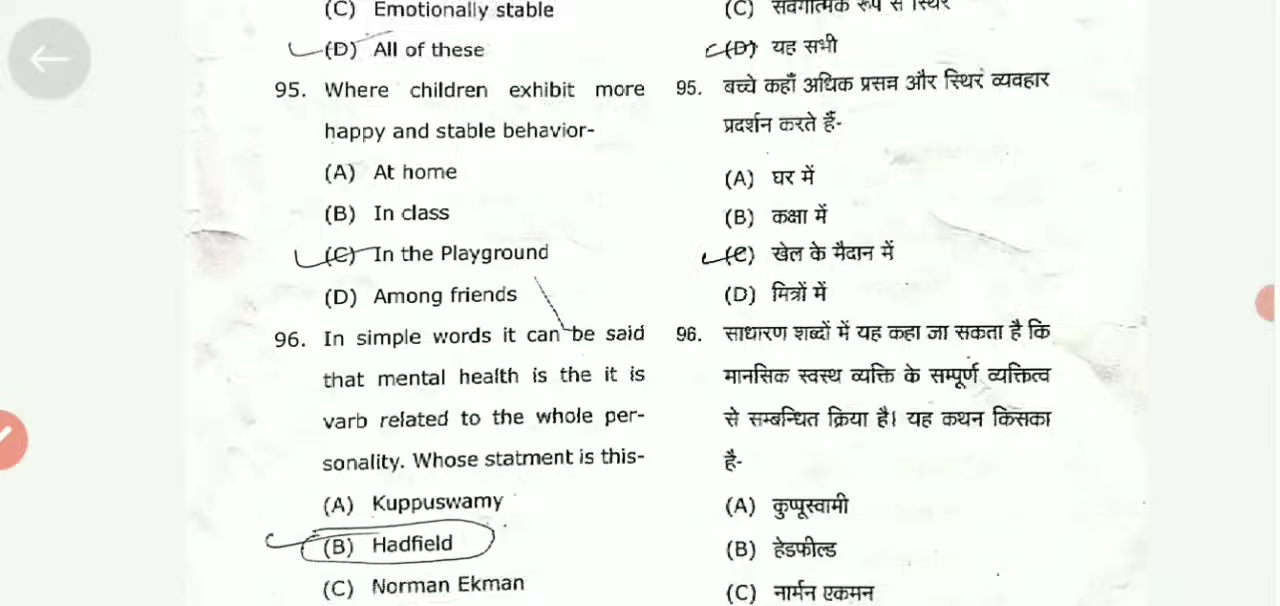 (C) Emotionally stable
(D) All of these
95. Where children exhibit more
happy and stable behavior-
(A) At home
(B) In class
(C) In the Playground
(D) Among friends
96. In simple words it can be said
that mental health is the it is
varb related to the whole per-
sonality. Whose statment is this-
(A) Kuppuswamy
(B) Hadfield
(C) Norman Ekman
(C) संवेगात्मक रूप से स्थिर
(D) यह सभी
95. बच्चे कहाँ अधिक प्रसन्न और स्थिर व्यवहार
प्रदर्शन करते हैं-
(A) घर में
(B) कक्षा में
(C) खेल के मैदान में
(D) मित्रों में
96. साधारण शब्दों में यह कहा जा सकता है कि
मानसिक स्वस्थ व्यक्ति के सम्पूर्ण व्यक्तित्व
से सम्बन्धित क्रिया है। यह कथन किसका
है-
(A) कुप्पूस्वामी
(B) हेडफील्ड
(C) नार्मन एकमन